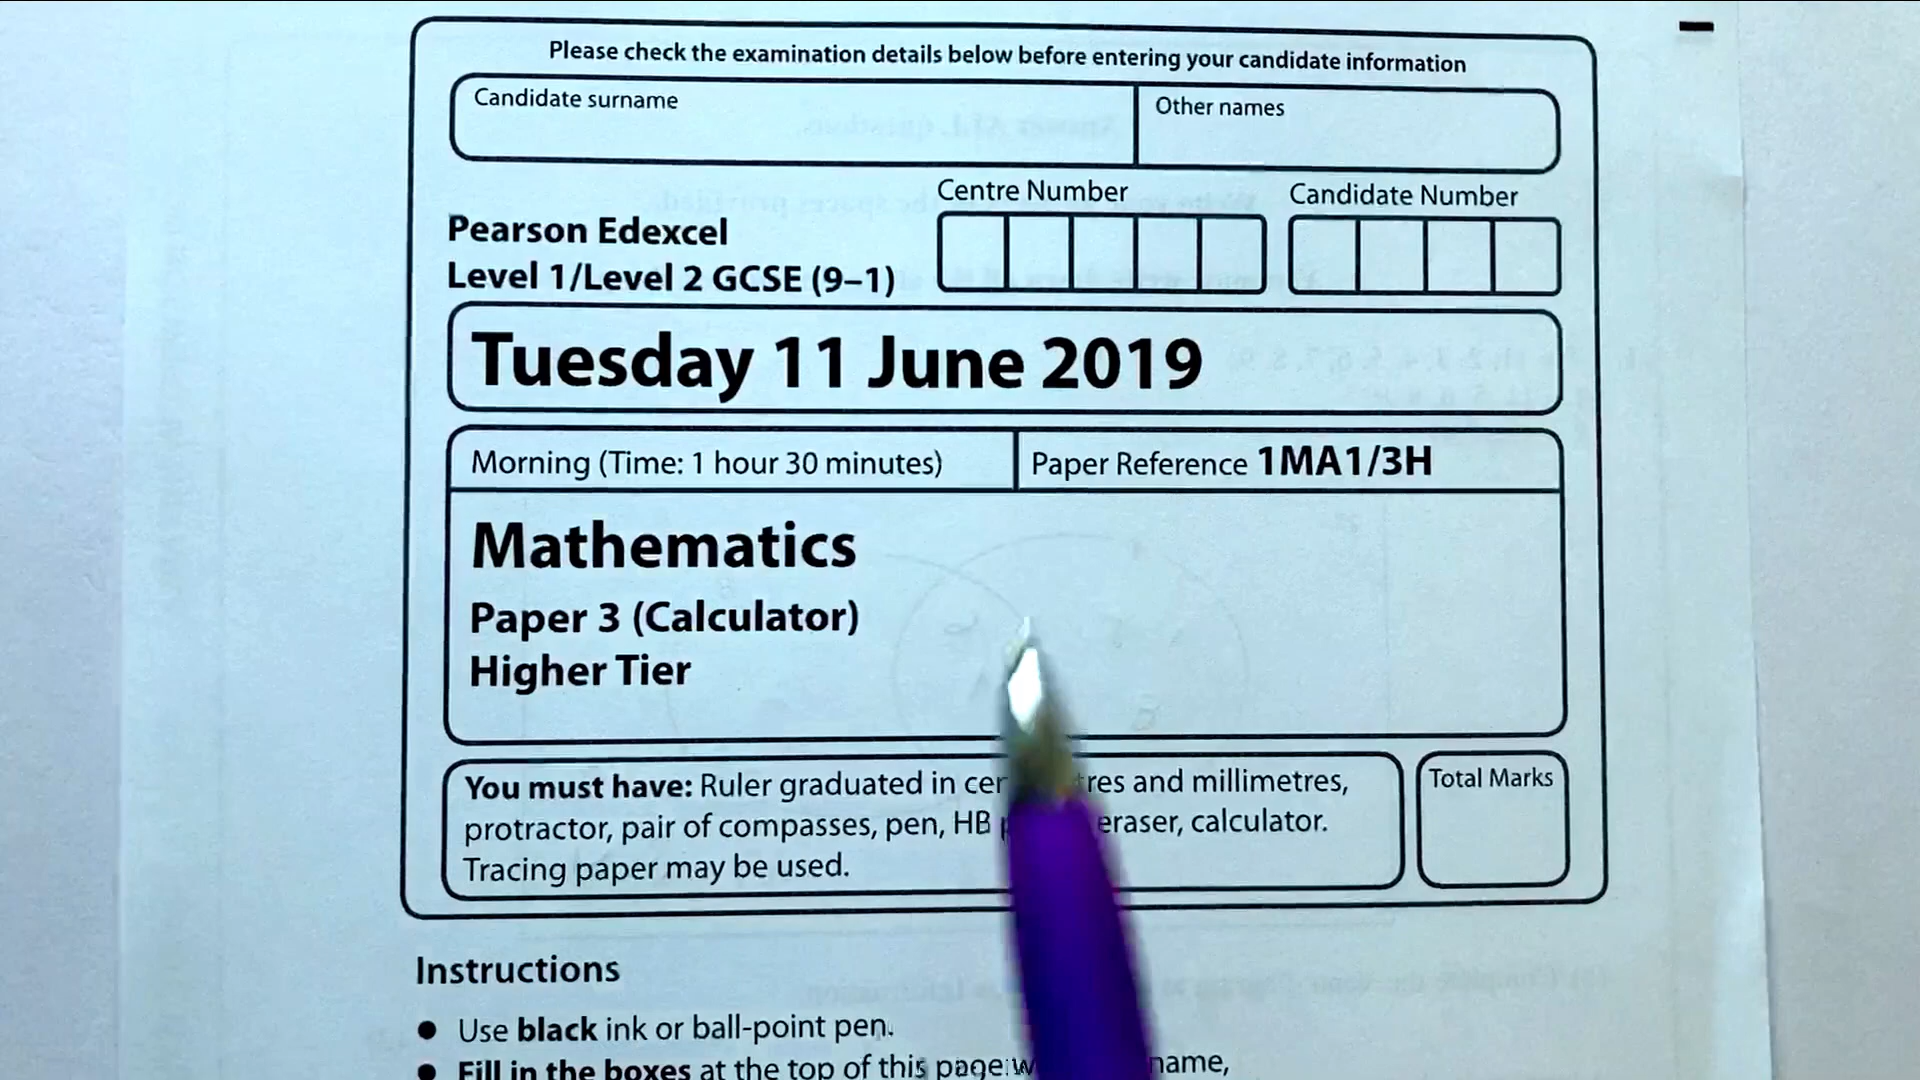 Please check the examination details below before entering your candidate information
Candidate surname
Other names
Centre Number
Candidate Number
Pearson Edexcel
Level 1/Level 2 GCSE (9–1)
Tuesday 11 June 2019
Morning (Time: 1 hour 30 minutes)
Paper Reference 1MA1/3H
Mathematics
Paper 3 (Calculator)
Higher Tier
You must have: Ruler graduated in cen res and millimetres,
protractor, pair of compasses, pen, HB eraser, calculator.
Tracing paper may be used.
Total Marks
Instructions
● Use black ink or ball-point pen.
● Fill in the boxes at the top of this page name,